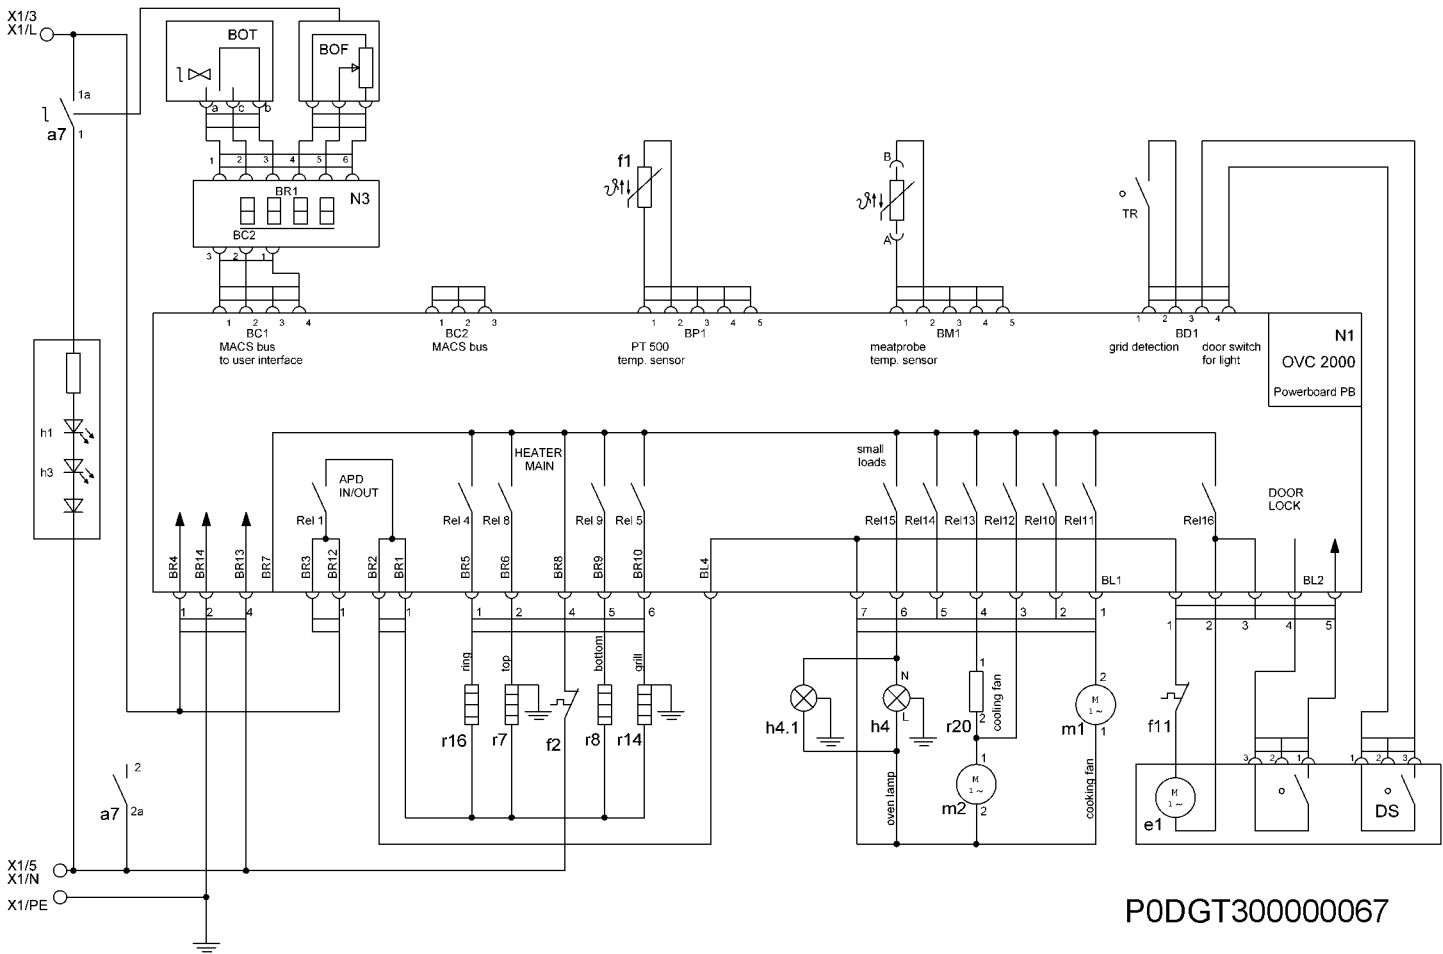 X1/3
X1/L
BOT
BOF
a c b
1a
l
a7
1
l
1 2 3 4 5 6
BR1
N3
BC2
3 2 1
f1
B
A
TR
1 2 3 4
BC1
MACS bus
to user interface
1 2 3
BC2
MACS bus
1 2 3 4 5
BP1
PT 500
temp. sensor
1 2 3 4 5
BM1
meatprobe
temp. sensor
1 2 3 4
BD1
grid detection
door switch
for light
N1
OVC 2000
Powerboard PB
h1
h3
APD
IN/OUT
HEATER
MAIN
small
loads
DOOR
LOCK
Rel 1
Rel 4
Rel 8
Rel 9
Rel 5
Rel15
Rel14
Rel13
Rel12
Rel10
Rel11
Rel16
BR4
BR14
BR13
BR7
BR3
BR12
BR2
BR1
BR5
BR6
BR8
BR9
BR10
BL4
BL1
BL2
1 2 4 1 1 1 2 4 5 6
7 6 5 4 3 2 1
1 2 3 4 5
ring
top
bottom
grill
r16
r7
f2
r8
r14
h4.1
N
h4
L
oven lamp
1
r20
2
cooling fan
1
M
1~
m2
2
2
M
1~
m1
1
cooking fan
f11
3 2 1
1 2 3
M
1~
e1
DS
2
a7
2a
X1/5
X1/N
X1/PE
P0DGT300000067